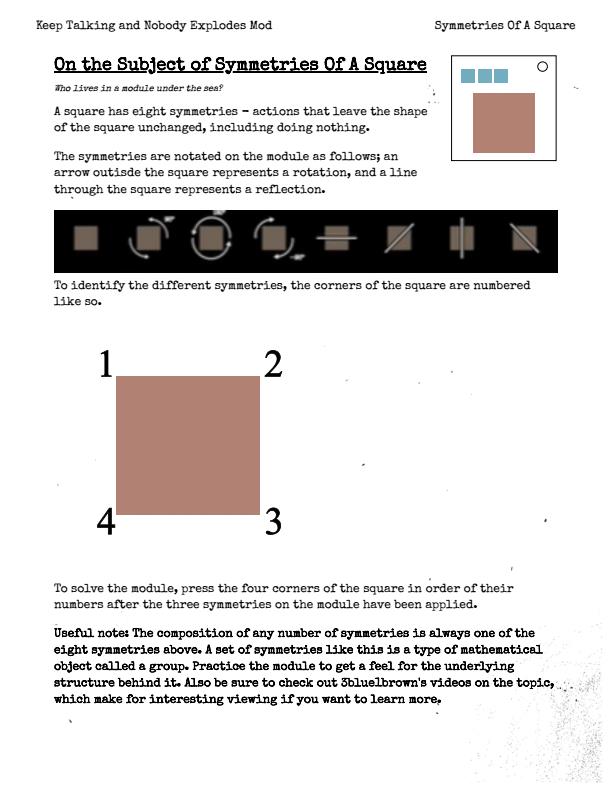 Keep Talking and Nobody Explodes Mod
Symmetries Of A Square
On the Subject of Symmetries Of A Square
Who lives in a module under the sea?
A square has eight symmetries – actions that leave the shape
of the square unchanged, including doing nothing.
The symmetries are notated on the module as follows; an
arrow outisde the square represents a rotation, and a line
through the square represents a reflection.
To identify the different symmetries, the corners of the square are numbered
like so.
1 2
4 3
To solve the module, press the four corners of the square in order of their
numbers after the three symmetries on the module have been applied.
Useful note: The composition of any number of symmetries is always one of the
eight symmetries above. A set of symmetries like this is a type of mathematical
object called a group. Practice the module to get a feel for the underlying
structure behind it. Also be sure to check out 3blue1brown's videos on the topic,
which make for interesting viewing if you want to learn more.